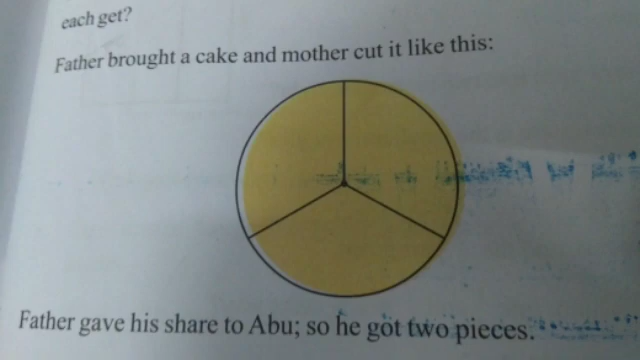 each get?
Father brought a cake and mother cut it like this:
Father gave his share to Abu; so he got two pieces.